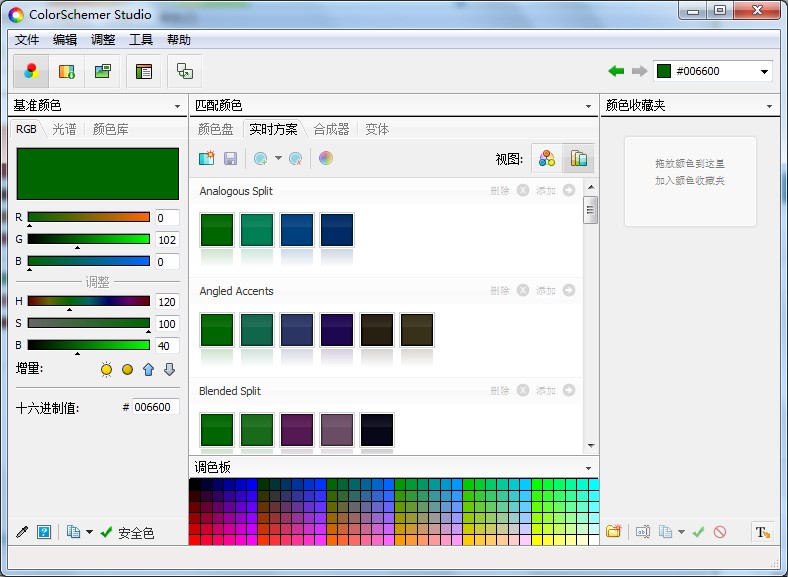 ColorSchemer Studio
文件 编辑 调整 工具 帮助
#006600
基准颜色
匹配颜色
颜色收藏夹
RGB 光谱 颜色库
颜色盘 实时方案 合成器 变体
视图:
拖放颜色到这里
加入颜色收藏夹
R 0
G 102
B 0
调整
H 120
S 100
B 40
增量:
十六进制值: # 006600
安全色
Analogous Split 删除 添加
Angled Accents 删除 添加
Blended Split 删除 添加
调色板
T